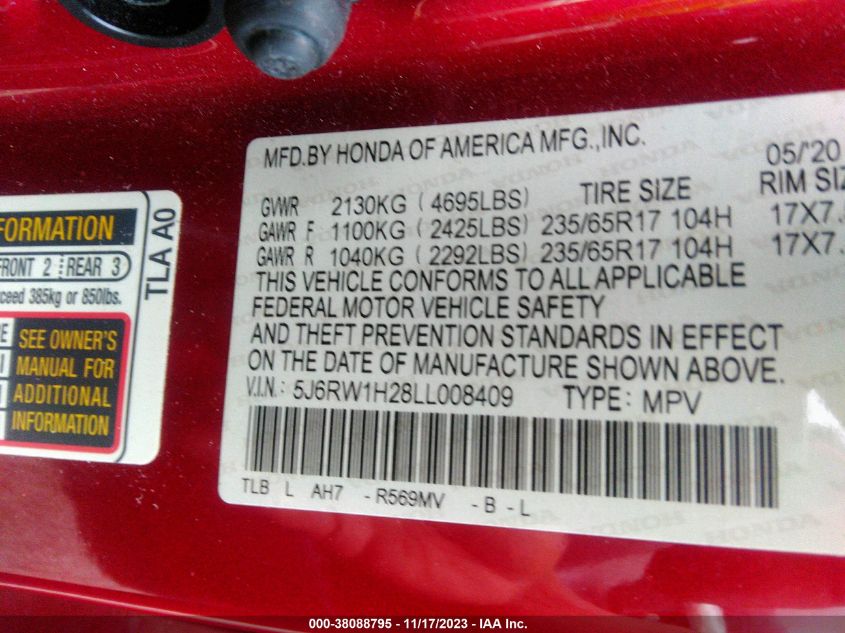 MFD.BY HONDA OF AMERICA MFG.,INC. 05/'20
GVWR 2130KG (4695LBS) TIRE SIZE RIM SIZ
GAWR F 1100KG (2425LBS) 235/65R17 104H 17X7.
GAWR R 1040KG (2292LBS) 235/65R17 104H 17X7.
THIS VEHICLE CONFORMS TO ALL APPLICABLE
FEDERAL MOTOR VEHICLE SAFETY
AND THEFT PREVENTION STANDARDS IN EFFECT
ON THE DATE OF MANUFACTURE SHOWN ABOVE.
V.I.N.: 5J6RW1H28LL008409 TYPE: MPV
TLB L AH7 -R569MV -B-L
FORMATION
FRONT 2 REAR 3
ceed 385kg or 850lbs.
SEE OWNER'S
MANUAL FOR
ADDITIONAL
INFORMATION
TLA A0
000-38088795 - 11/17/2023 - IAA Inc.